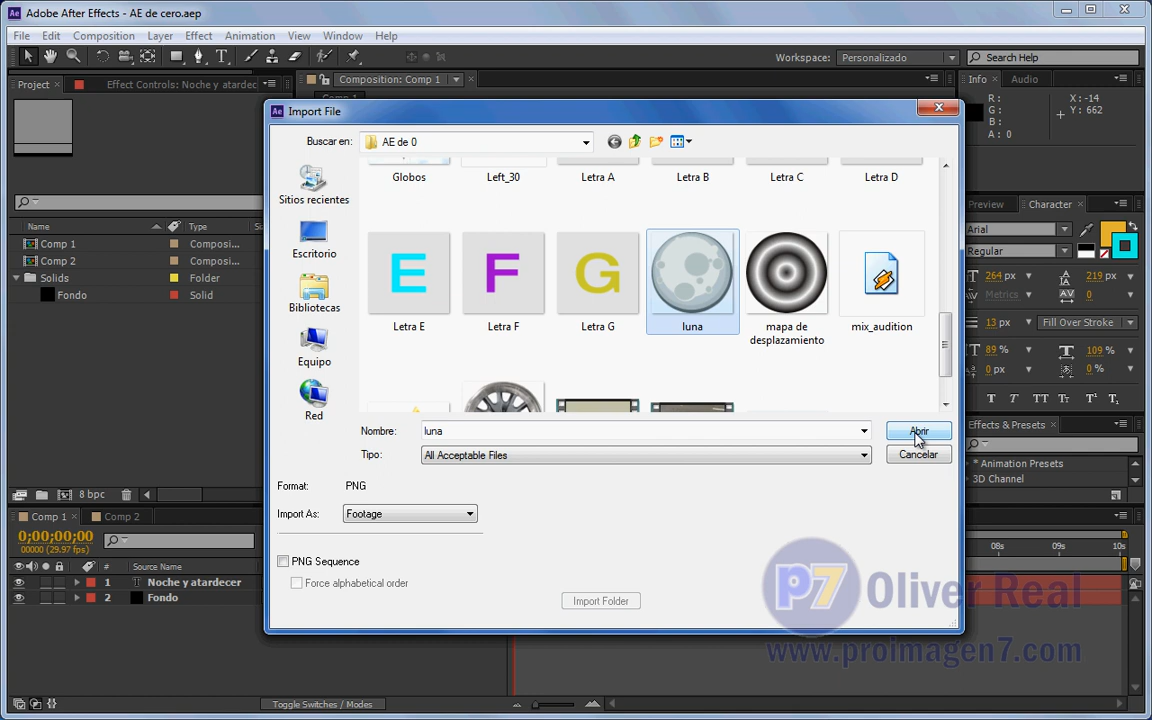 Adobe After Effects - AE de cero.aep
File Edit Composition Layer Effect Animation View Window Help
Workspace: Personalizado Search Help
Project Effect Controls: Noche y atardec Composition: Comp 1 Info Audio
Comp 1
R: X: -14
G: Y: 662
B:
A: 0
Import File
Buscar en: AE de 0
Sitios recientes
Escritorio
Bibliotecas
Equipo
Red
Globos Left_30 Letra A Letra B Letra C Letra D
E F G
Letra E Letra F Letra G luna mapa de desplazamiento mix_audition
Nombre: luna Abrir
Tipo: All Acceptable Files Cancelar
Format: PNG
Import As: Footage
PNG Sequence
Force alphabetical order
Import Folder
Name Type
Comp 1 Composi...
Comp 2 Composi...
Solids Folder
Fondo Solid
8 bpc
Preview Character
Arial
Regular
264 px 219 px
Metrics 0
13 px Fill Over Stroke
89 % 109 %
0 px 0 %
T T TT Tt T¹ T₁
Effects & Presets
* Animation Presets
3D Channel
Comp 1 Comp 2
0;00;00;00
00000 (29.97 fps)
08s 09s 10s
# Source Name
1 T Noche y atardecer
2 Fondo
Toggle Switches / Modes
P7 Oliver Real
www.proimagen7.com